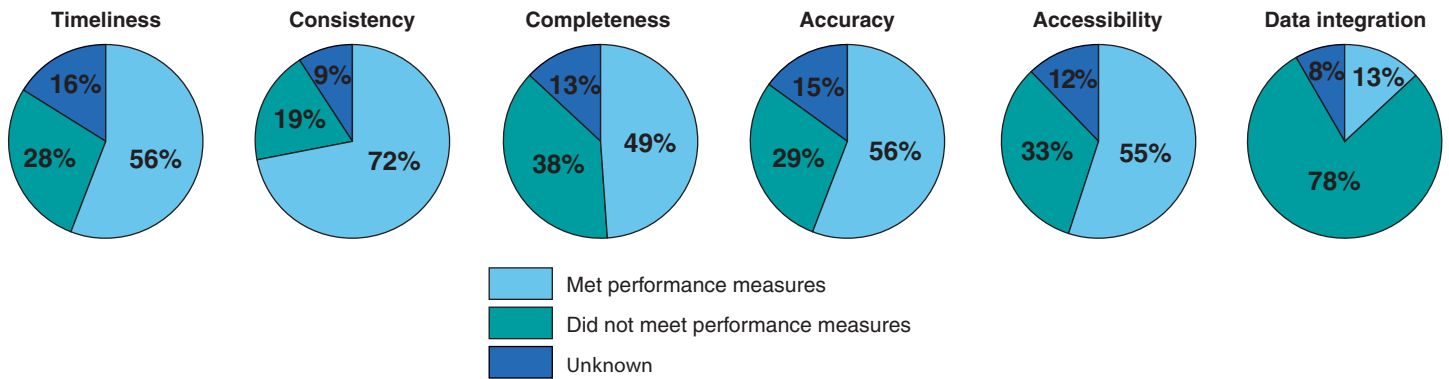 Timeliness
Consistency
Completeness
Accuracy
Accessibility
Data integration
16%
28%
56%
9%
19%
72%
13%
38%
49%
15%
29%
56%
12%
33%
55%
8%
13%
78%
Met performance measures
Did not meet performance measures
Unknown